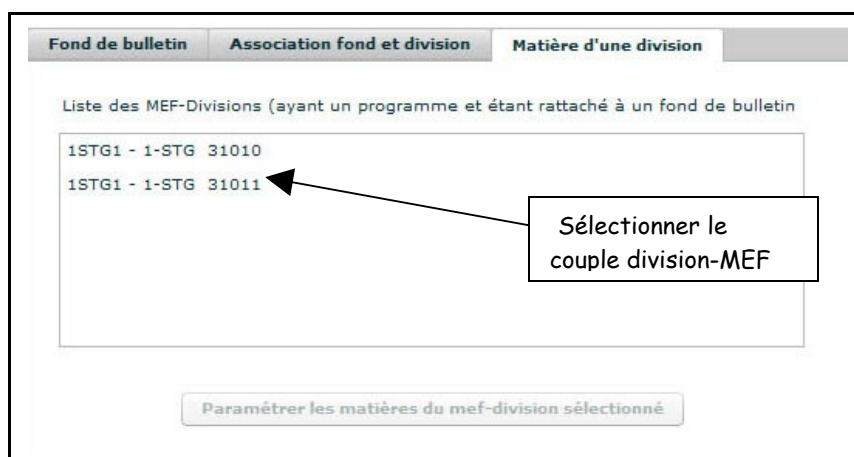 Fond de bulletin Association fond et division Matière d'une division
Liste des MEF-Divisions (ayant un programme et étant rattaché à un fond de bulletin
1STG1 - 1-STG 31010
1STG1 - 1-STG 31011
Sélectionner le
couple division-MEF
Paramétrer les matières du mef-division sélectionné